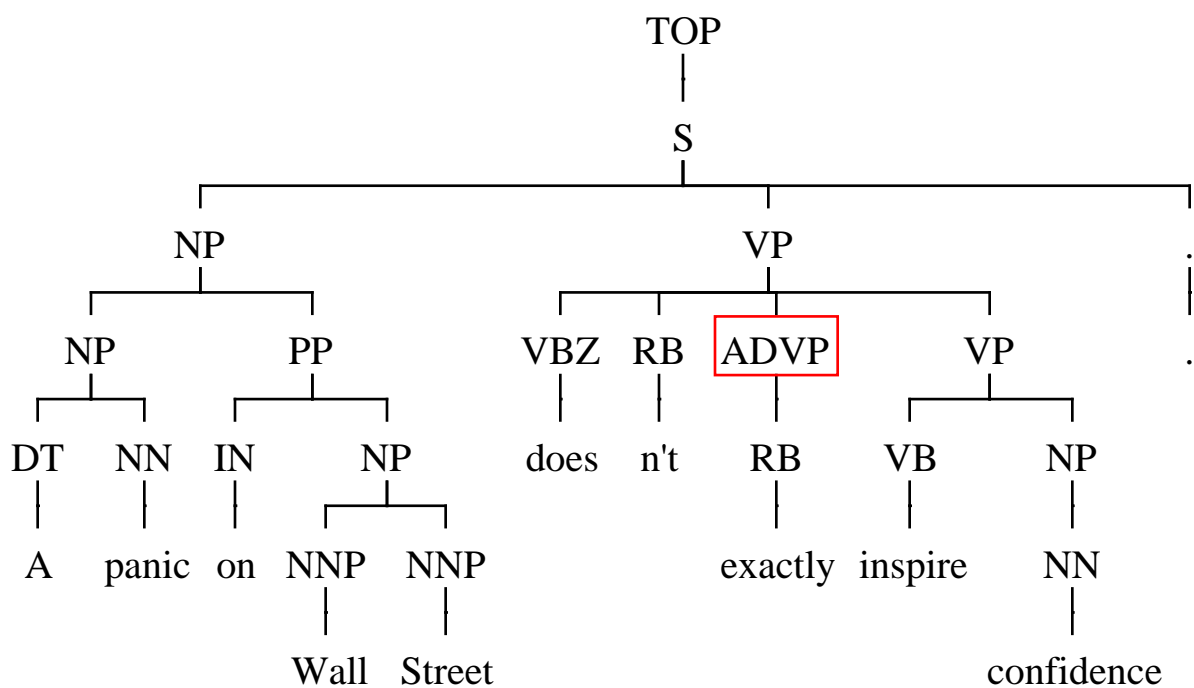 TOP
S
NP VP .
NP PP VBZ RB ADVP VP .
DT NN IN NP does n't RB VB NP
A panic on NNP NNP exactly inspire NN
Wall Street confidence